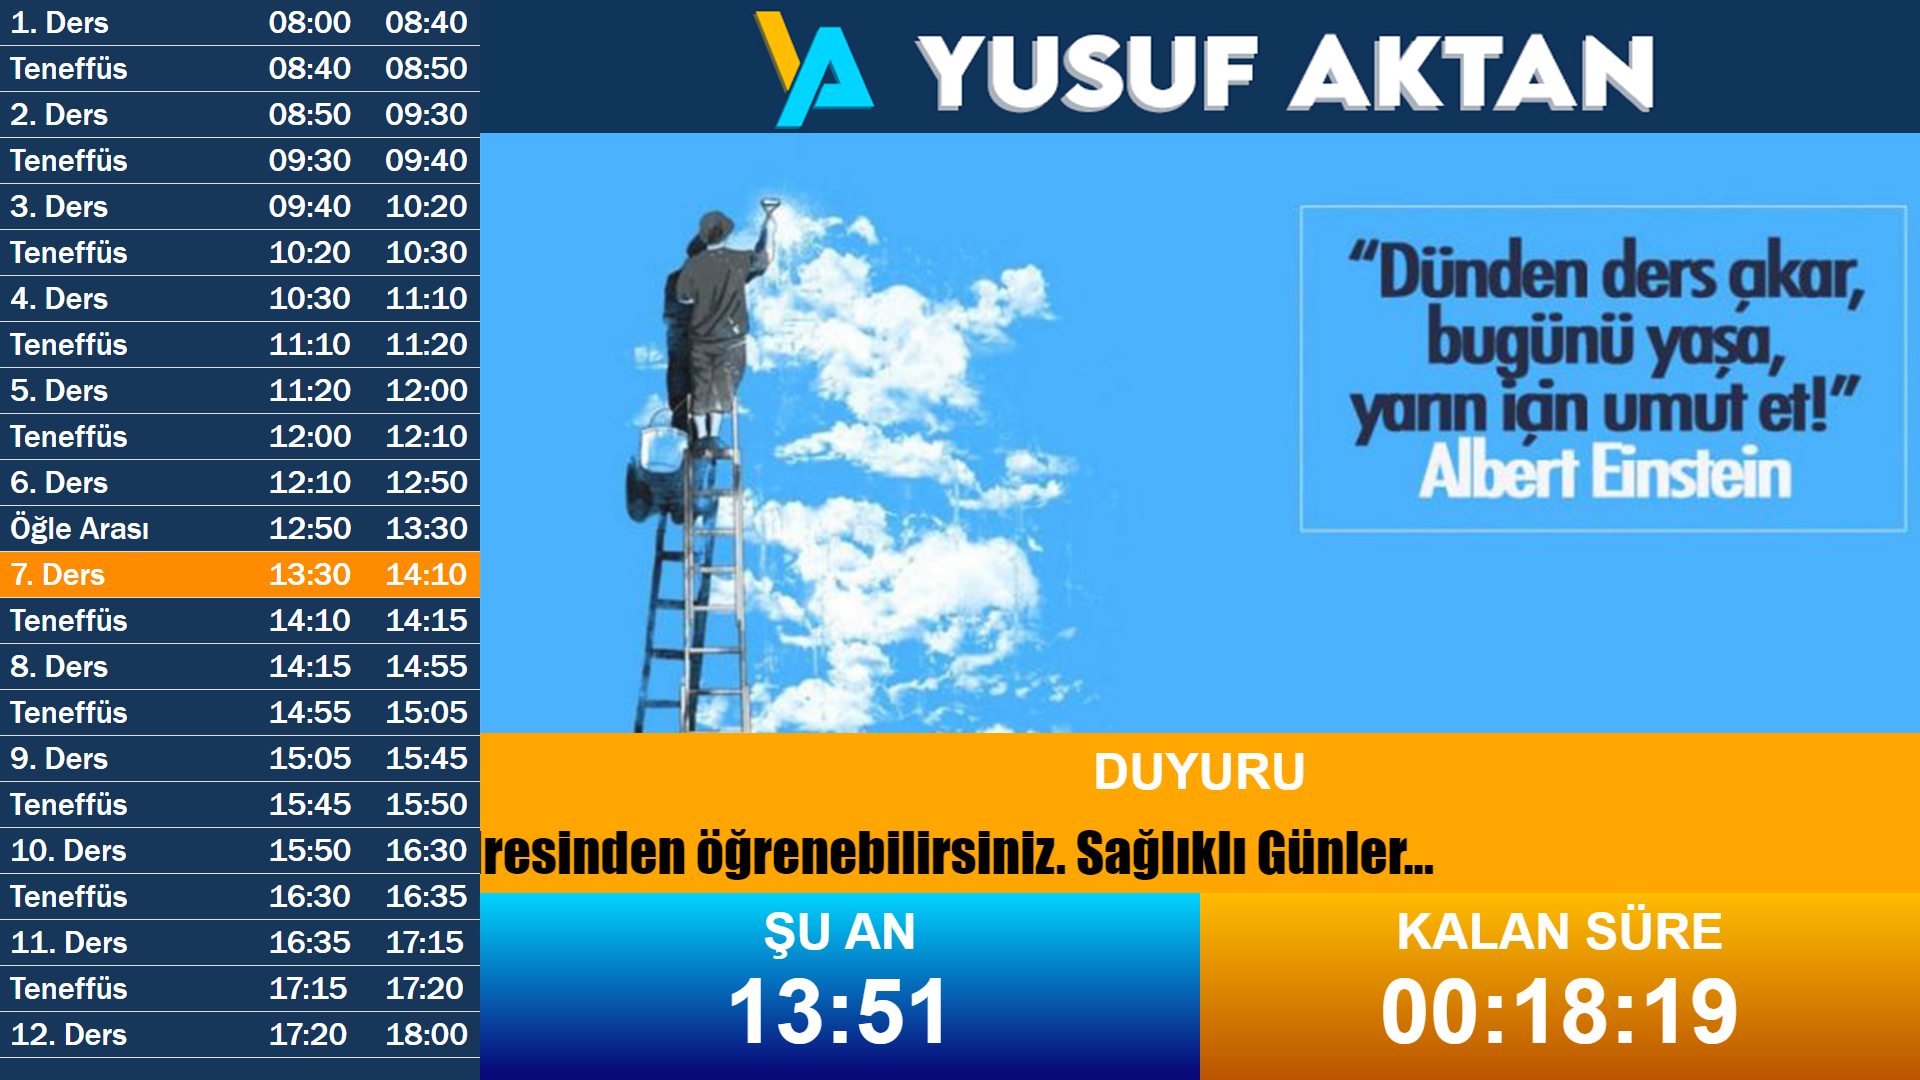 1. Ders 08:00 08:40
Teneffüs 08:40 08:50
2. Ders 08:50 09:30
Teneffüs 09:30 09:40
3. Ders 09:40 10:20
Teneffüs 10:20 10:30
4. Ders 10:30 11:10
Teneffüs 11:10 11:20
5. Ders 11:20 12:00
Teneffüs 12:00 12:10
6. Ders 12:10 12:50
Öğle Arası 12:50 13:30
7. Ders 13:30 14:10
Teneffüs 14:10 14:15
8. Ders 14:15 14:55
Teneffüs 14:55 15:05
9. Ders 15:05 15:45
Teneffüs 15:45 15:50
10. Ders 15:50 16:30
Teneffüs 16:30 16:35
11. Ders 16:35 17:15
Teneffüs 17:15 17:20
12. Ders 17:20 18:00
YA YUSUF AKTAN
“Dünden ders çıkar,
bugünü yaşa,
yarın için umut et!”
Albert Einstein
DUYURU
resinden öğrenebilirsiniz. Sağlıklı Günler...
ŞU AN
13:51
KALAN SÜRE
00:18:19